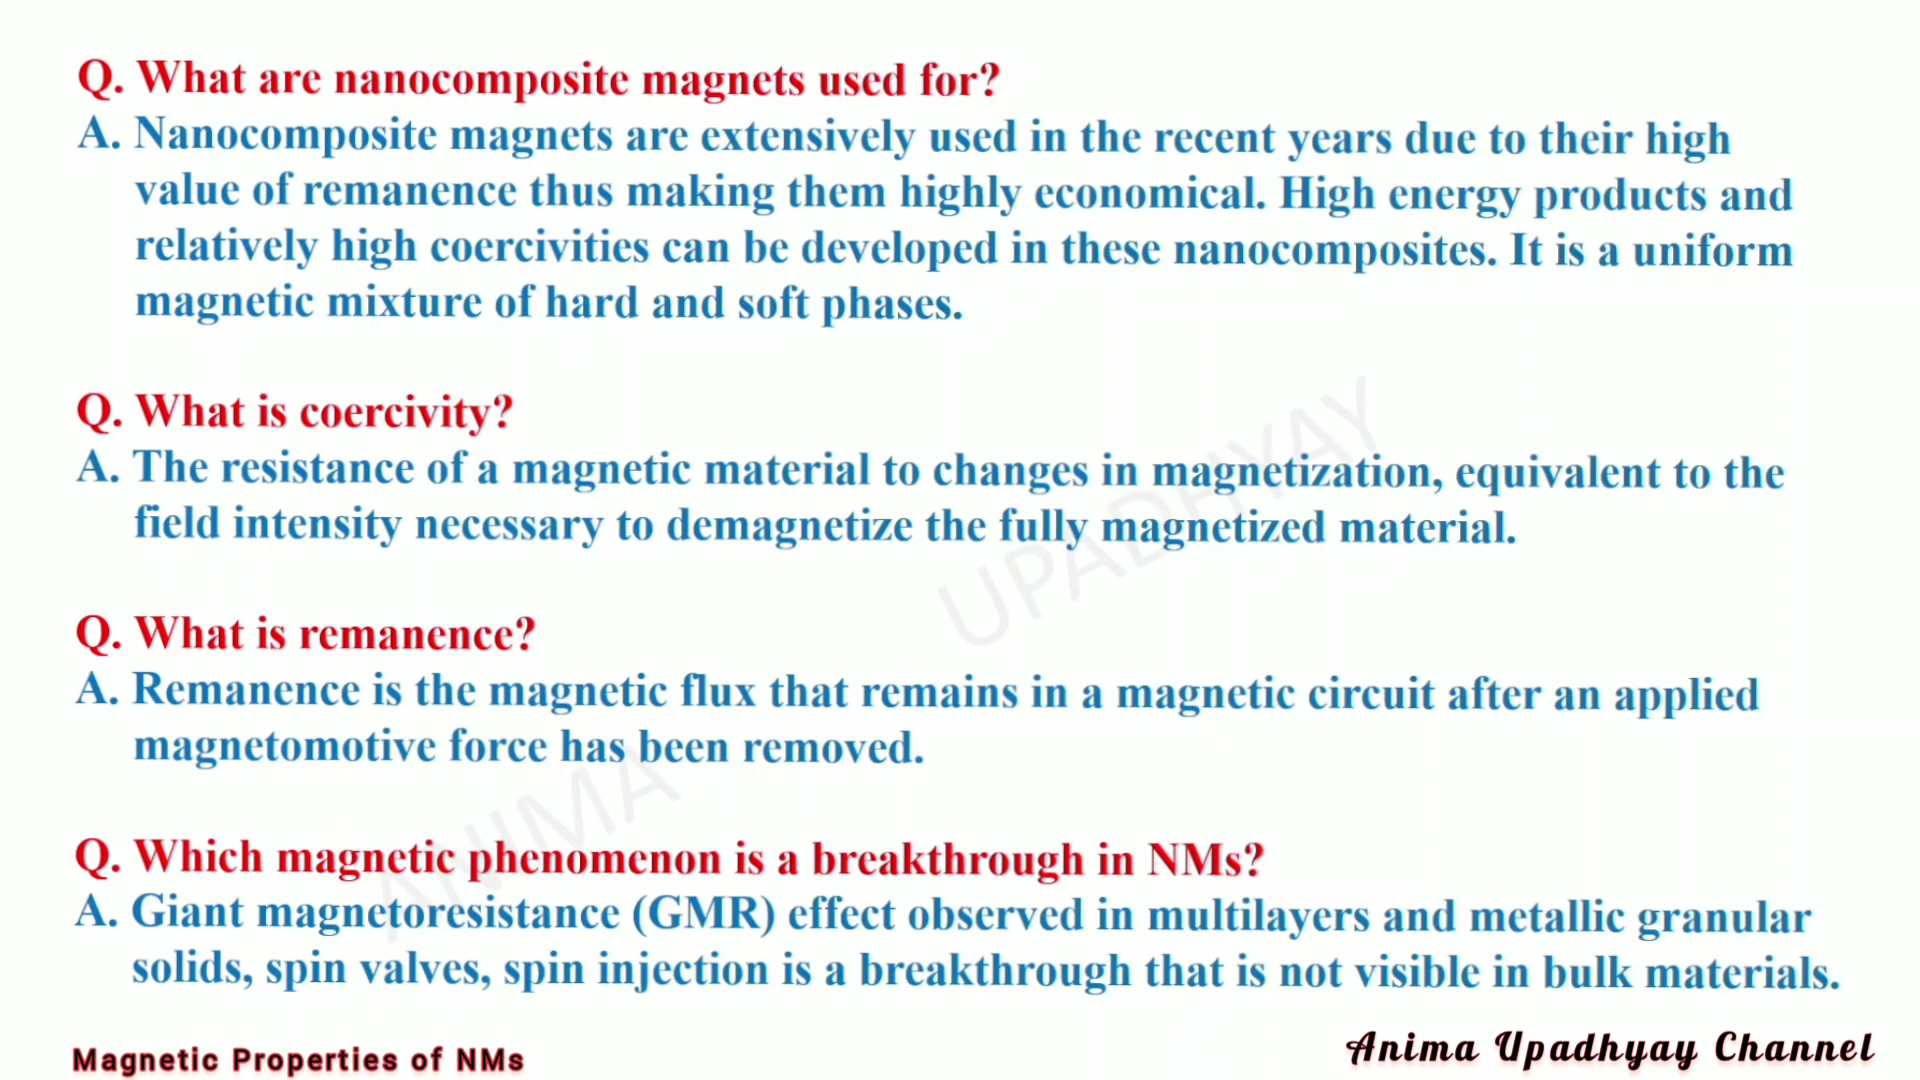 Q. What are nanocomposite magnets used for?
A. Nanocomposite magnets are extensively used in the recent years due to their high
value of remanence thus making them highly economical. High energy products and
relatively high coercivities can be developed in these nanocomposites. It is a uniform
magnetic mixture of hard and soft phases.
Q. What is coercivity?
A. The resistance of a magnetic material to changes in magnetization, equivalent to the
field intensity necessary to demagnetize the fully magnetized material.
Q. What is remanence?
A. Remanence is the magnetic flux that remains in a magnetic circuit after an applied
magnetomotive force has been removed.
Q. Which magnetic phenomenon is a breakthrough in NMs?
A. Giant magnetoresistance (GMR) effect observed in multilayers and metallic granular
solids, spin valves, spin injection is a breakthrough that is not visible in bulk materials.
ANIMA UPADHYAY
Magnetic Properties of NMs
Anima Upadhyay Channel